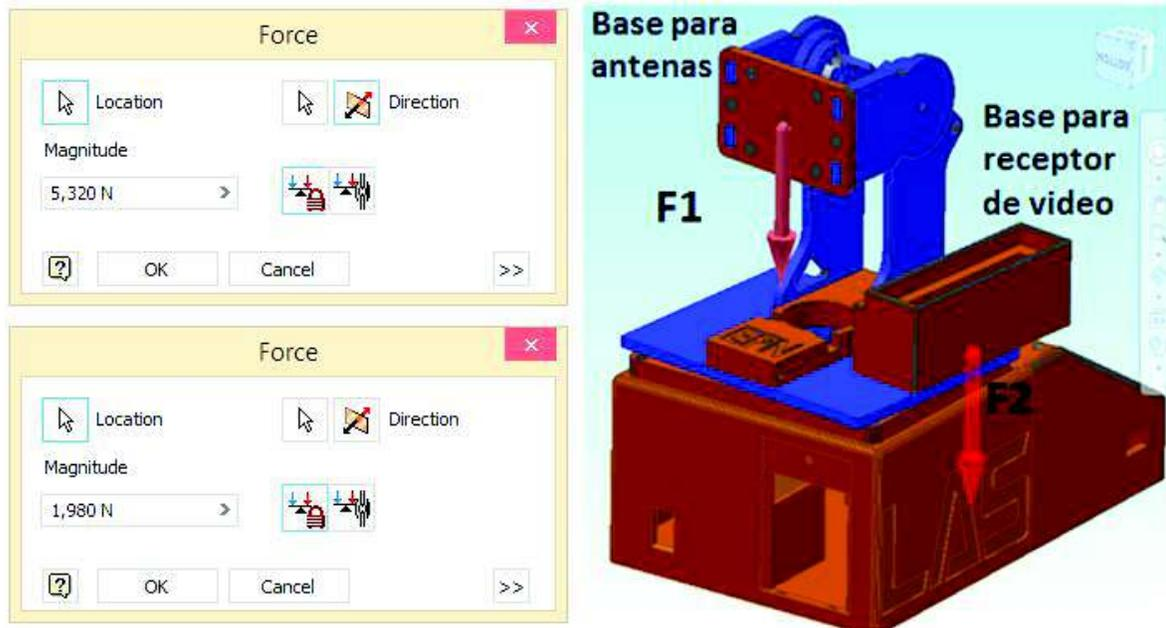 Force
Location
Direction
Magnitude
5,320 N
OK
Cancel
>>
Force
Location
Direction
Magnitude
1,980 N
OK
Cancel
>>
Base para
antenas
Base para
receptor
de video
F1
F2
LAS